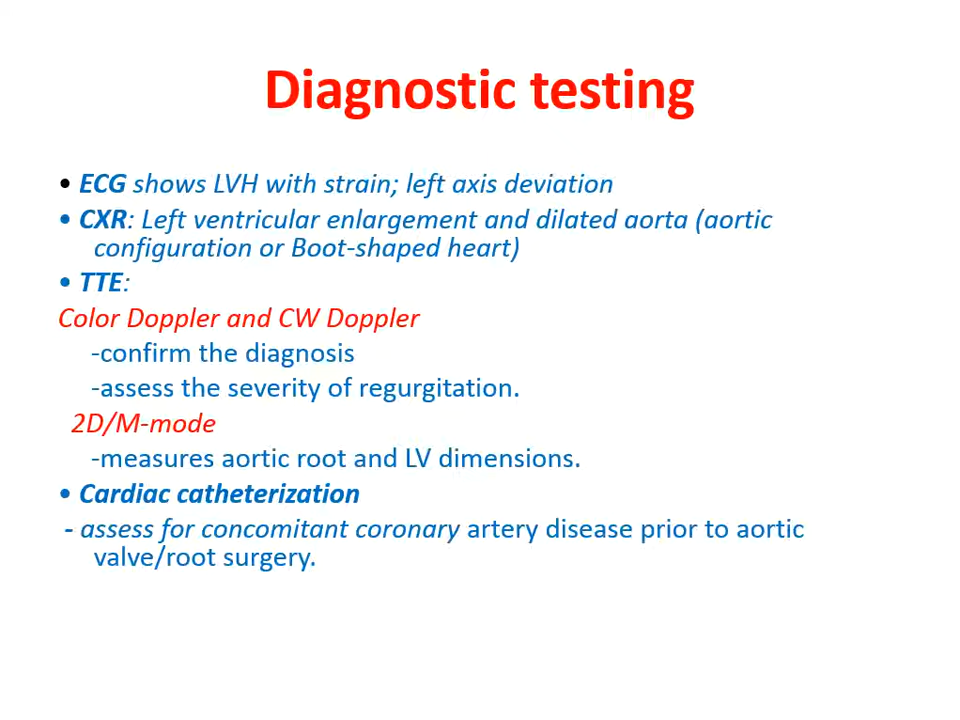 Diagnostic testing
• ECG shows LVH with strain; left axis deviation
• CXR: Left ventricular enlargement and dilated aorta (aortic
configuration or Boot-shaped heart)
• TTE:
Color Doppler and CW Doppler
-confirm the diagnosis
-assess the severity of regurgitation.
2D/M-mode
-measures aortic root and LV dimensions.
• Cardiac catheterization
- assess for concomitant coronary artery disease prior to aortic
valve/root surgery.